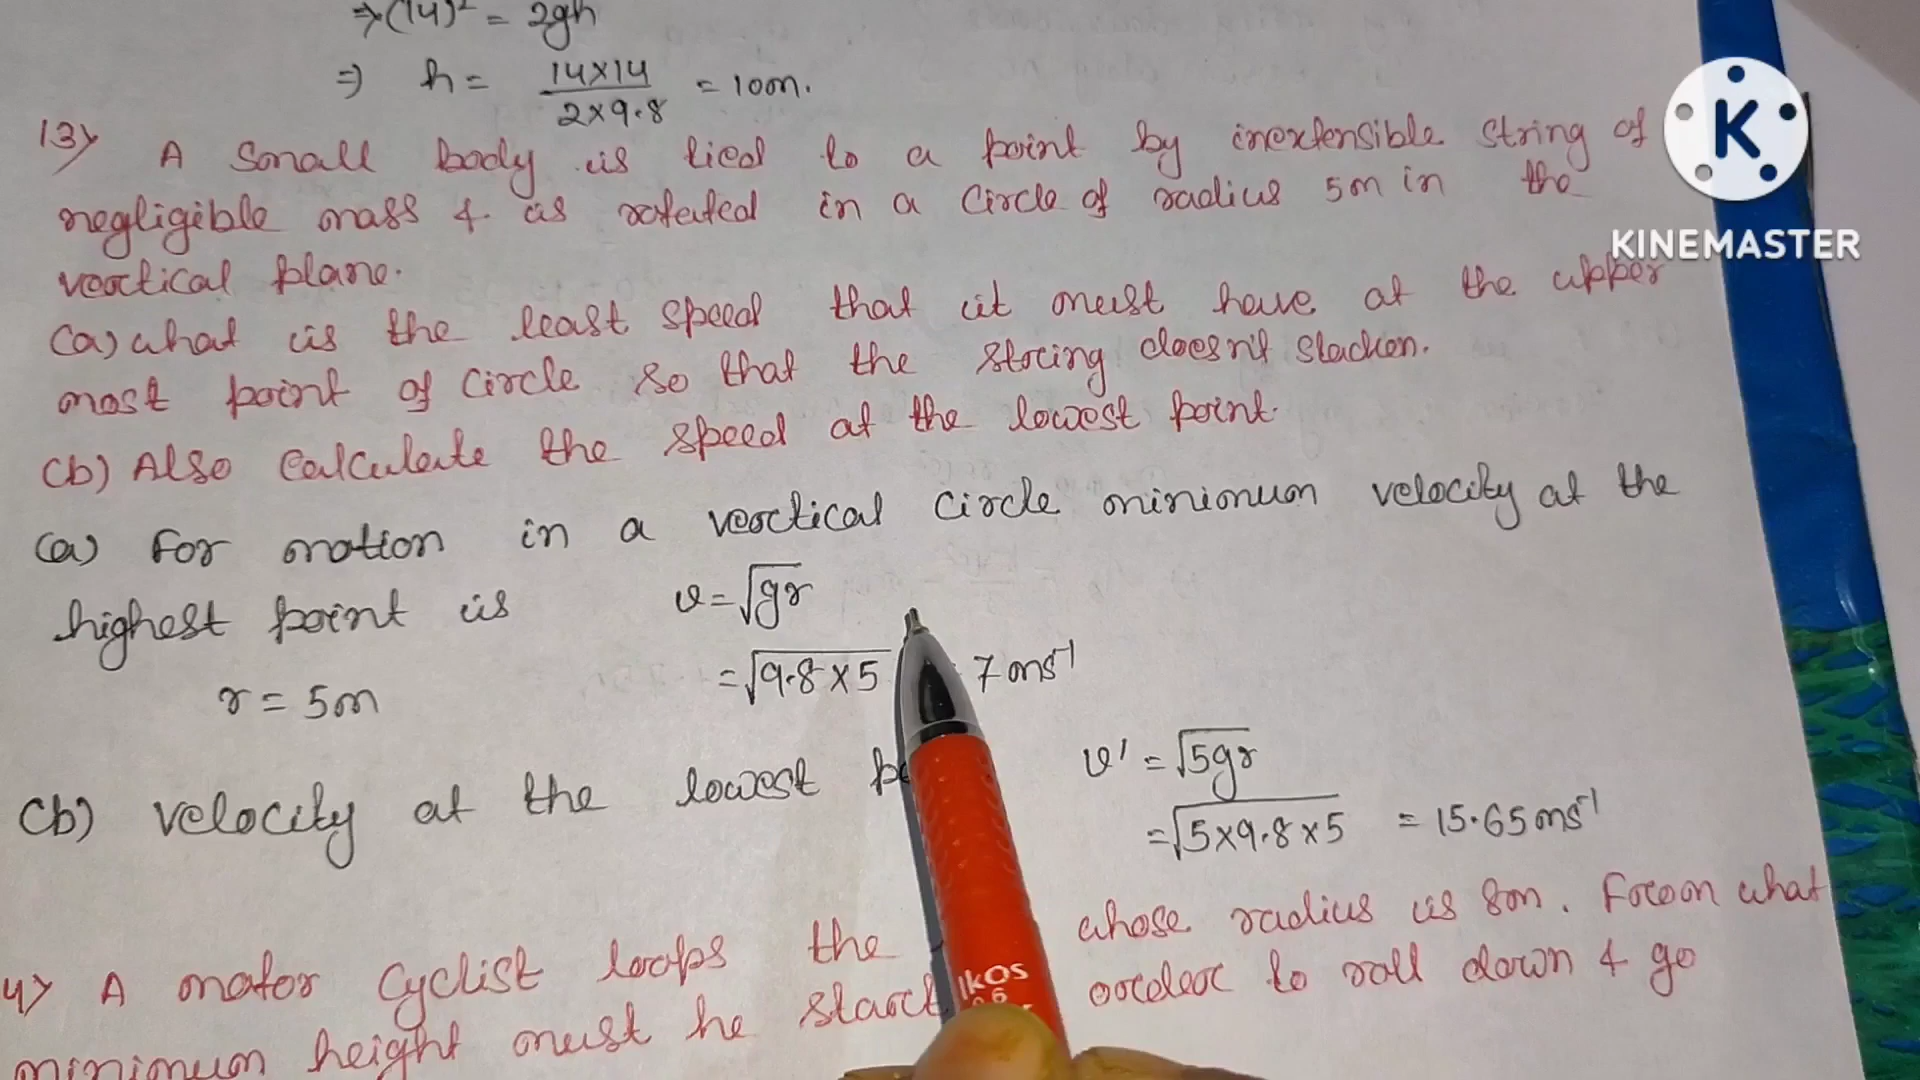 ⇒ (14)² = 2gh
⇒ h = 14×14 / 2×9.8 = 10m.
13) A small body is tied to a point by inextensible string of
negligible mass & is rotated in a circle of radius 5m in the
vertical plane.
(a) what is the least speed that it must have at the upper
most point of circle so that the string doesn't slacken.
(b) Also calculate the speed at the lowest point.
(a) For motion in a vertical circle minimum velocity at the
highest point is v = √gr
r = 5m = √9.8×5 = 7 ms⁻¹
(b) velocity at the lowest v' = √5gr
= √5×9.8×5 = 15.65 ms⁻¹
4) A motor cyclist loops the whose radius is 8m. From what
minimum height must he start order to roll down & go
KINEMASTER
K
IKOS